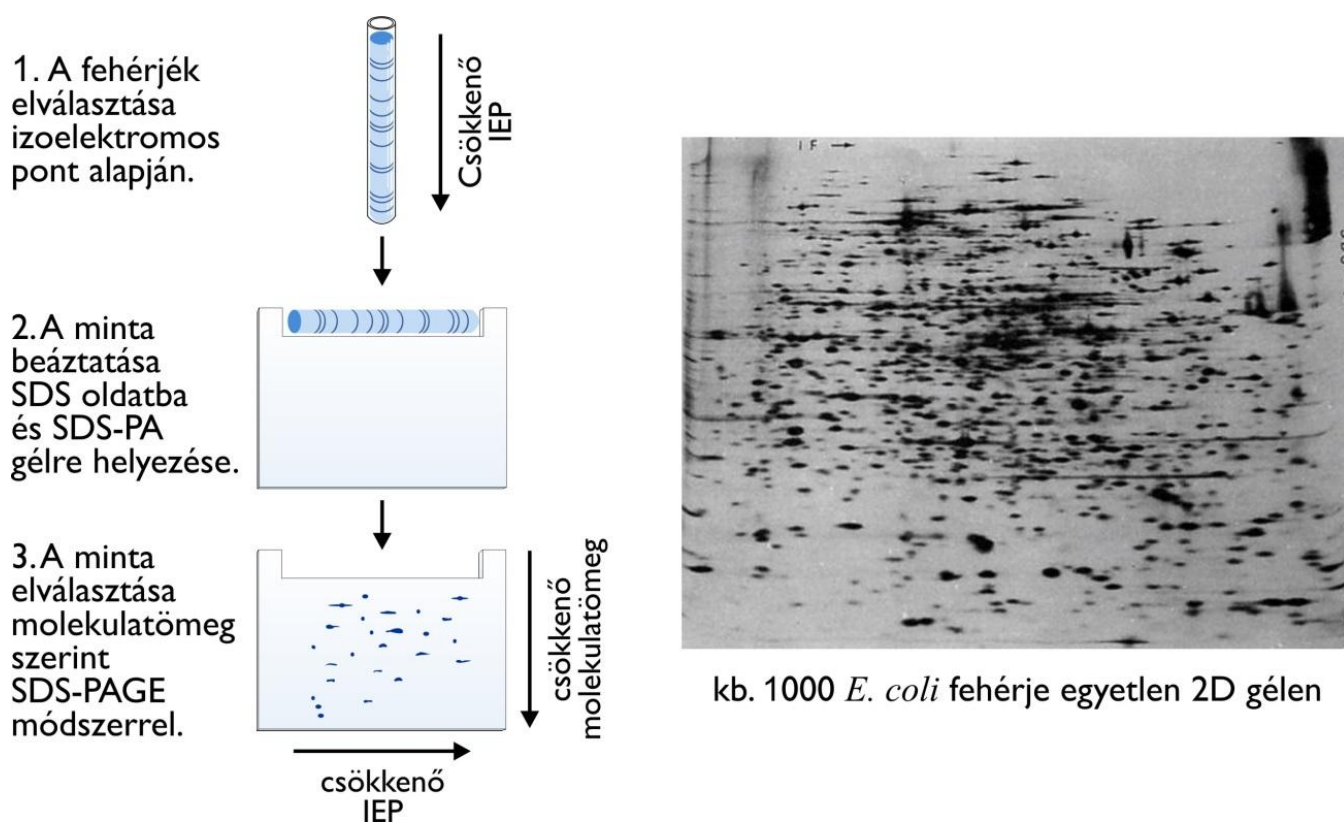 1. A fehérjék
elválasztása
izoelektromos
pont alapján.
Csökkenő
IEP
2. A minta
beáztatása
SDS oldatba
és SDS-PA
gélre helyezése.
3. A minta
elválasztása
molekulatömeg
szerint
SDS-PAGE
módszerrel.
csökkenő
molekulatömeg
csökkenő
IEP
I F
kb. 1000 E. coli fehérje egyetlen 2D gélen